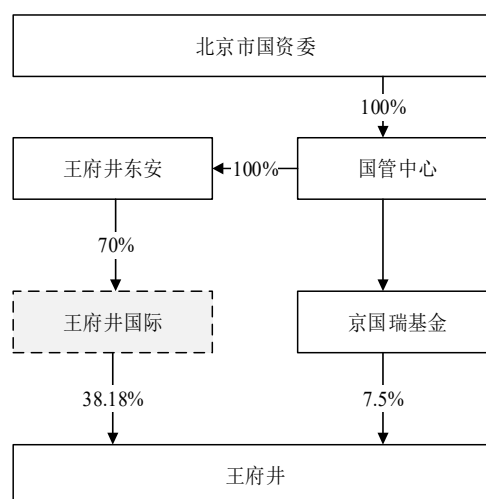 北京市国资委
100%
王府井东安
100%
国管中心
70%
王府井国际
京国瑞基金
38.18%
7.5%
王府井